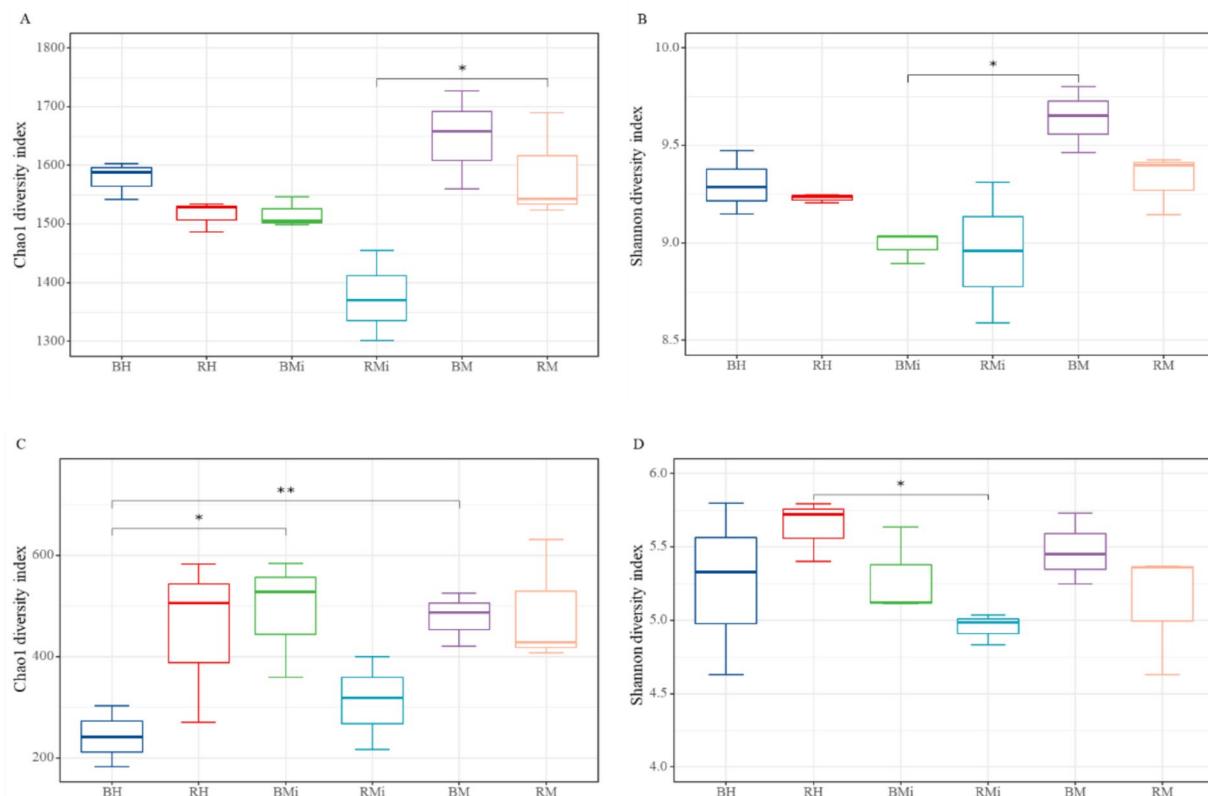 A
Chao1 diversity index
1800
1700
1600
1500
1400
1300
*
BH RH BMi RMi BM RM
B
Shannon diversity index
10.0
9.5
9.0
8.5
*
BH RH BMi RMi BM RM
C
Chao1 diversity index
600
400
200
**
*
BH RH BMi RMi BM RM
D
Shannon diversity index
6.0
5.5
5.0
4.5
4.0
*
BH RH BMi RMi BM RM